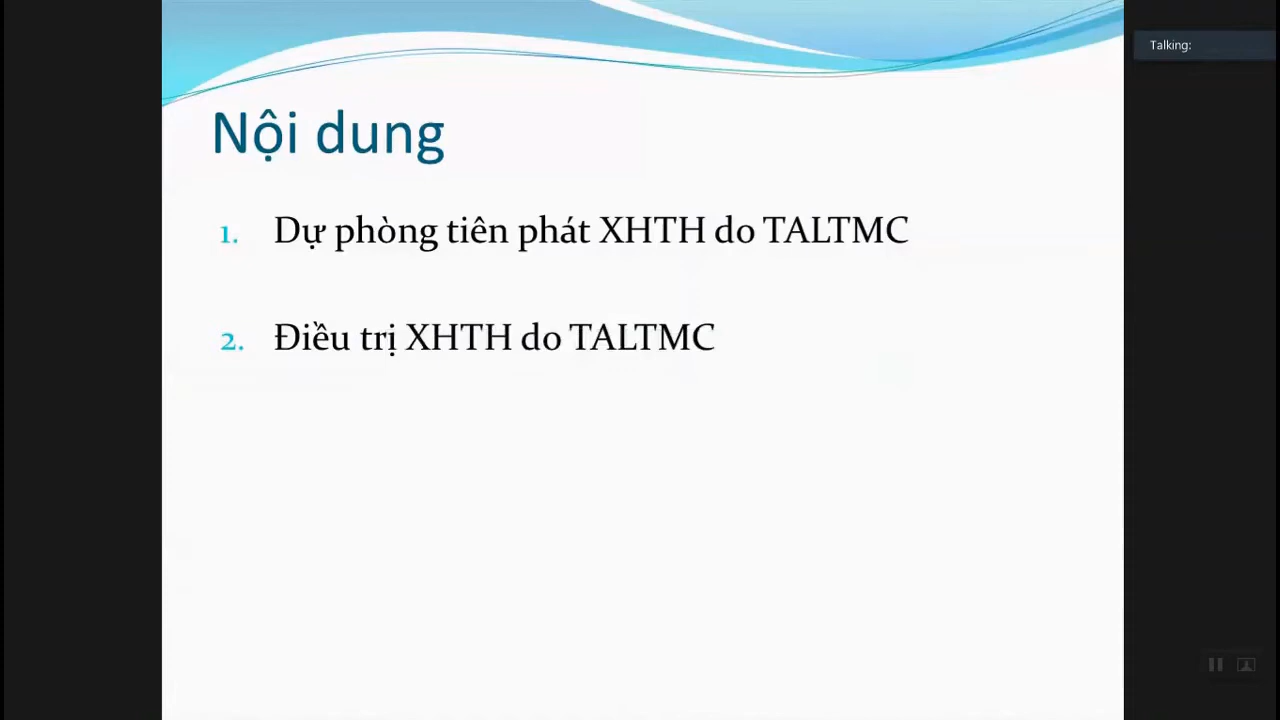 Talking:
Nội dung
1. Dự phòng tiên phát XHTH do TALTMC
2. Điều trị XHTH do TALTMC